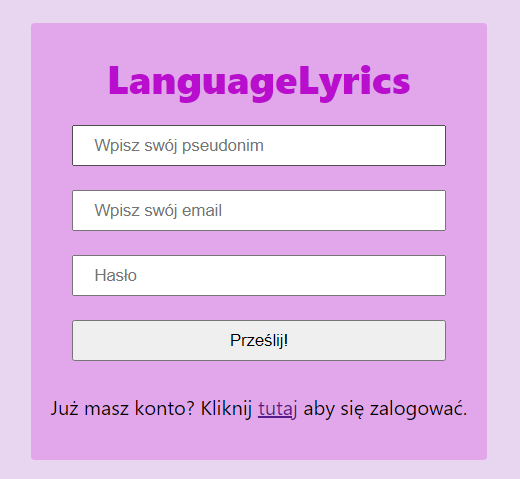 LanguageLyrics
Wpisz swój pseudonim
Wpisz swój email
Hasło
Prześlij!
Już masz konto? Kliknij tutaj aby się zalogować.